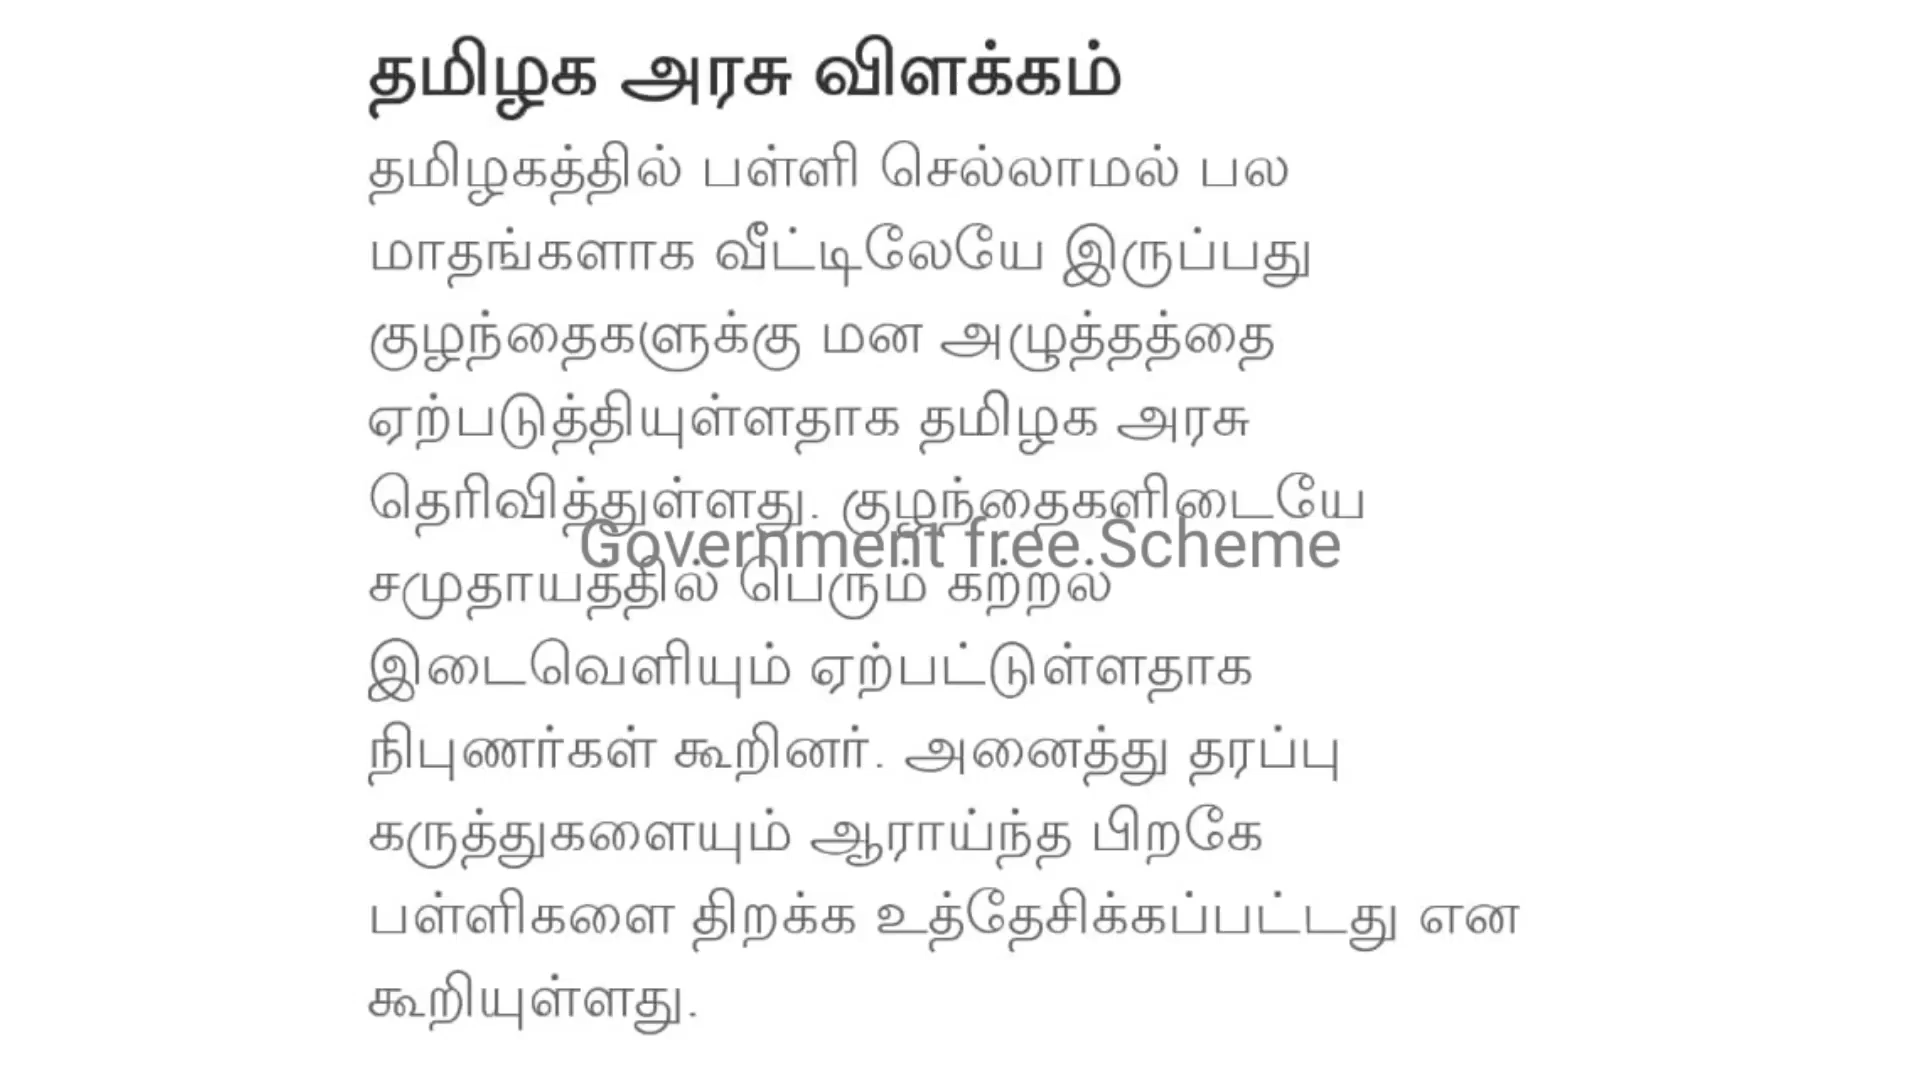 தமிழக அரசு விளக்கம்
தமிழகத்தில் பள்ளி செல்லாமல் பல
மாதங்களாக வீட்டிலேயே இருப்பது
குழந்தைகளுக்கு மன அழுத்தத்தை
ஏற்படுத்தியுள்ளதாக தமிழக அரசு
தெரிவித்துள்ளது. குழந்தைகளிடையே
Government free.Scheme
சமுதாயத்தில் பெரும் கற்றல்
இடைவெளியும் ஏற்பட்டுள்ளதாக
நிபுணர்கள் கூறினர். அனைத்து தரப்பு
கருத்துகளையும் ஆராய்ந்த பிறகே
பள்ளிகளை திறக்க உத்தேசிக்கப்பட்டது என
கூறியுள்ளது.